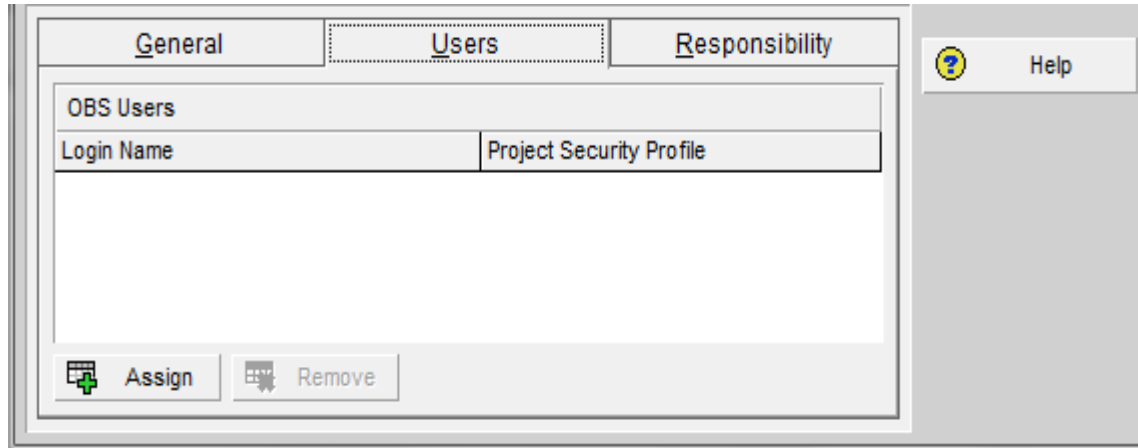 General Users Responsibility
Help
OBS Users
Login Name Project Security Profile
Assign Remove